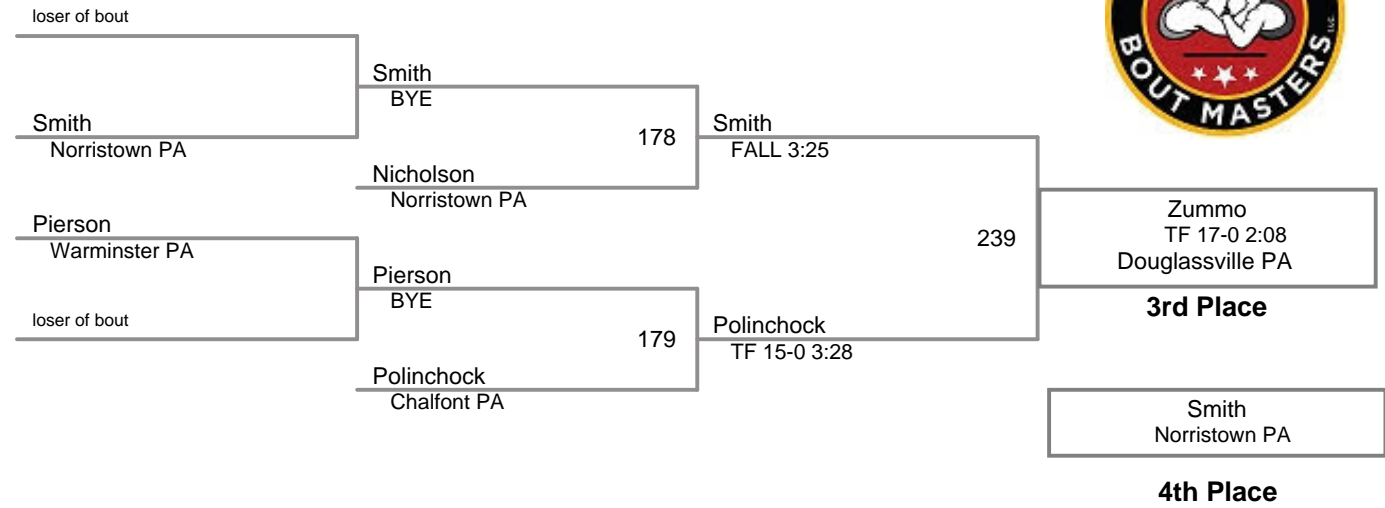 loser of bout
Smith
BYE
Smith
Norristown PA
178
Smith
FALL 3:25
Nicholson
Norristown PA
Pierson
Warminster PA
239
Zummo
TF 17-0 2:08
Douglassville PA
3rd Place
Pierson
BYE
loser of bout
179
Polinchock
TF 15-0 3:28
Polinchock
Chalfont PA
Smith
Norristown PA
4th Place
BOUT MASTERS